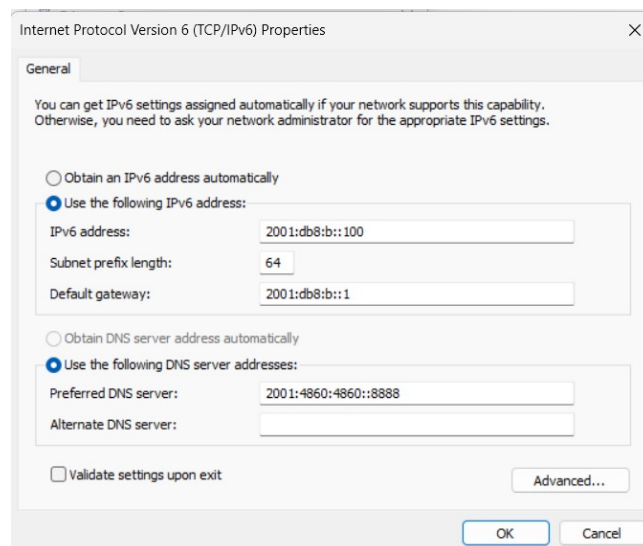 Internet Protocol Version 6 (TCP/IPv6) Properties
General
You can get IPv6 settings assigned automatically if your network supports this capability.
Otherwise, you need to ask your network administrator for the appropriate IPv6 settings.
Obtain an IPv6 address automatically
Use the following IPv6 address:
IPv6 address: 2001:db8:b::100
Subnet prefix length: 64
Default gateway: 2001:db8:b::1
Obtain DNS server address automatically
Use the following DNS server addresses:
Preferred DNS server: 2001:4860:4860::8888
Alternate DNS server:
Validate settings upon exit
Advanced...
OK Cancel